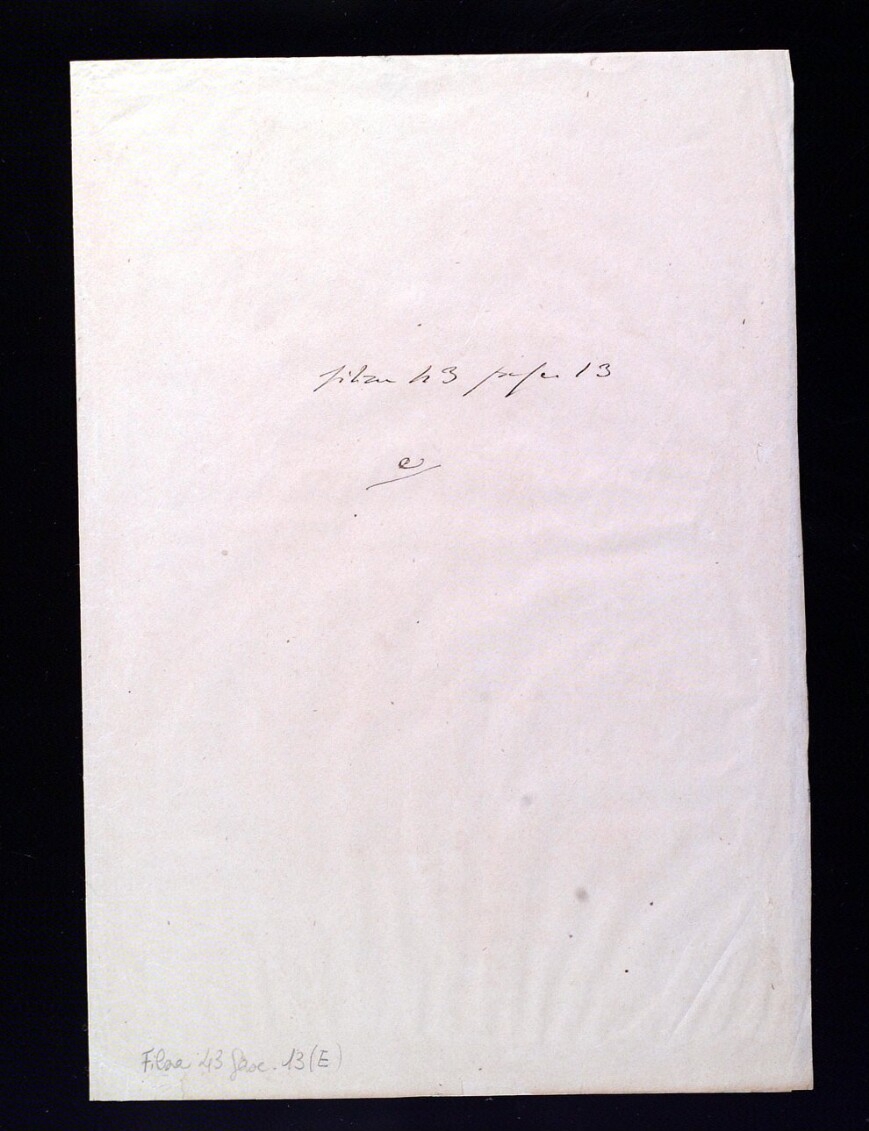 filza 43 fasc 13
e
Filza 43 fasc. 13 (E)